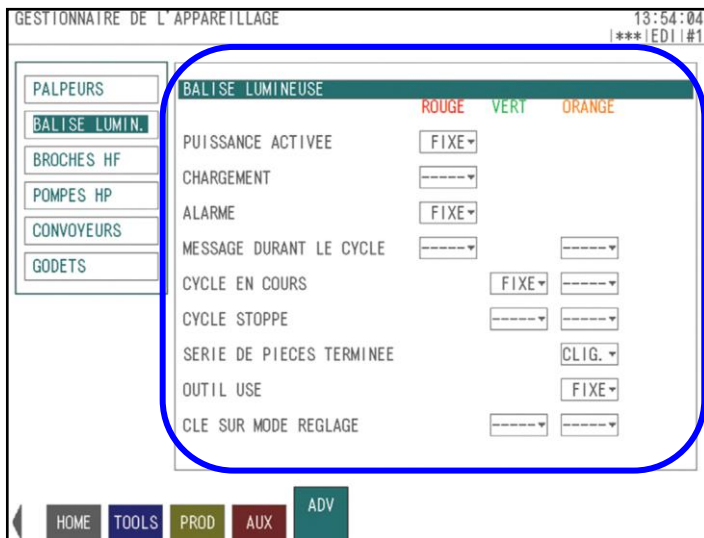 GESTIONNAIRE DE L'APPAREILLAGE 13:54:04
|***|EDI|#1
PALPEURS
BALISE LUMIN.
BROCHES HF
POMPES HP
CONVOYEURS
GODETS
BALISE LUMINEUSE
ROUGE VERT ORANGE
PUISSANCE ACTIVEE FIXE
CHARGEMENT -----
ALARME FIXE
MESSAGE DURANT LE CYCLE ----- -----
CYCLE EN COURS FIXE -----
CYCLE STOPPE ----- -----
SERIE DE PIECES TERMINEE CLIG.
OUTIL USE FIXE
CLE SUR MODE REGLAGE ----- -----
HOME TOOLS PROD AUX ADV